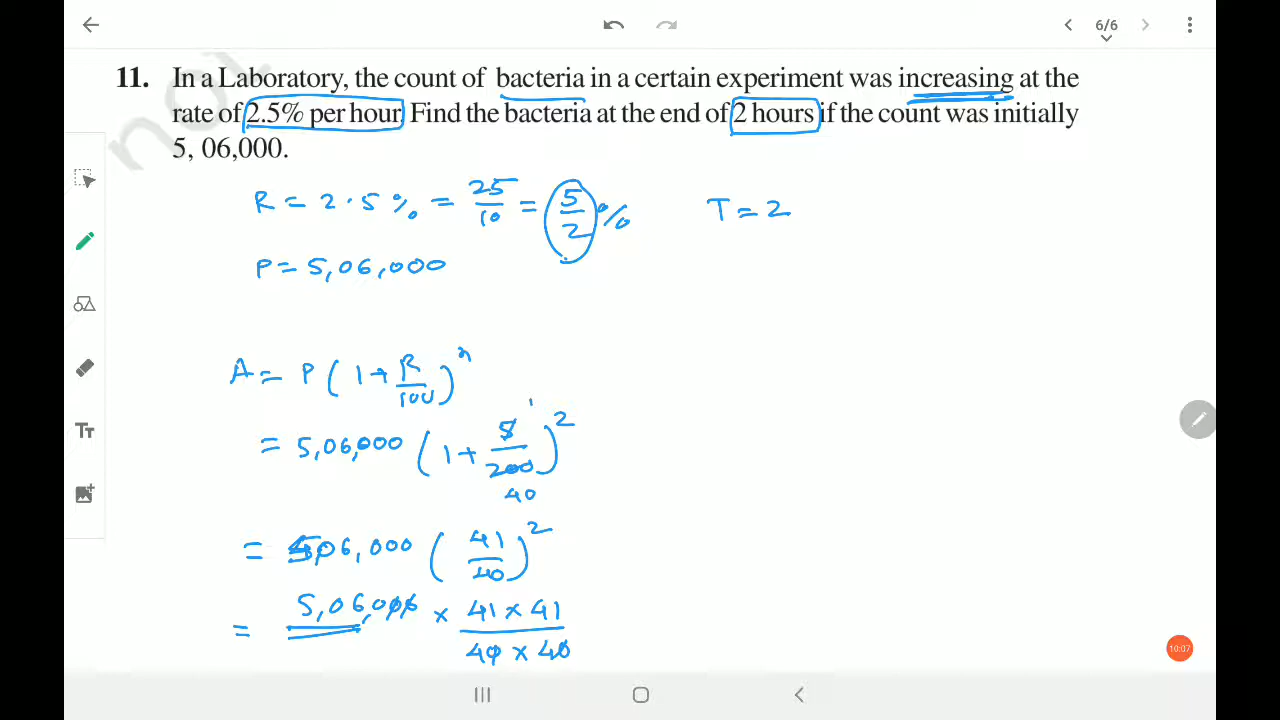 6/6
11. In a Laboratory, the count of bacteria in a certain experiment was increasing at the
rate of 2.5% per hour. Find the bacteria at the end of 2 hours if the count was initially
5, 06,000.
R = 2.5 % = 25/10 = 5/2 % T = 2
P = 5,06,000
A = P ( 1 + R/100 )^n
= 5,06,000 ( 1 + 5/200 )^2
1
40
= 506,000 ( 41/40 )^2
= 5,06,000 × 41 × 41 / 40 × 40
Tт
10:07